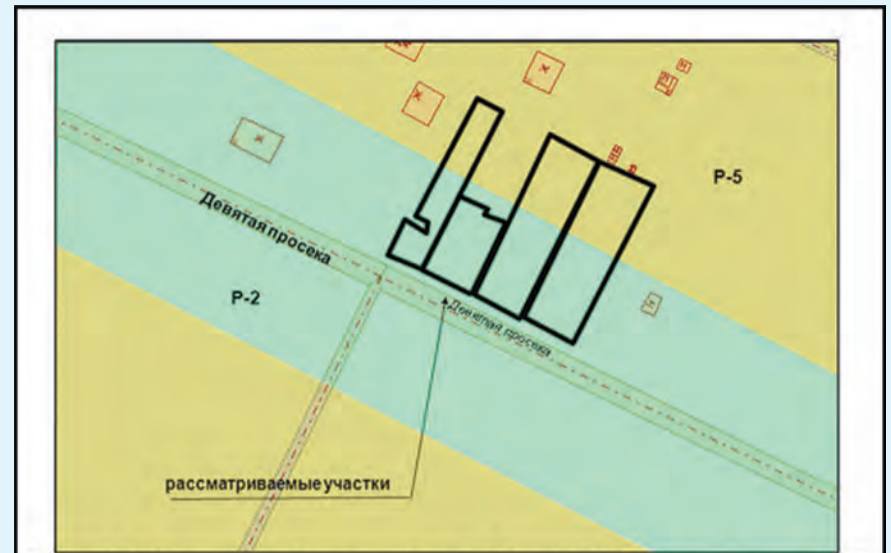 Р-5
Девятая просека
Р-2
Девятая просека
рассматриваемые участки